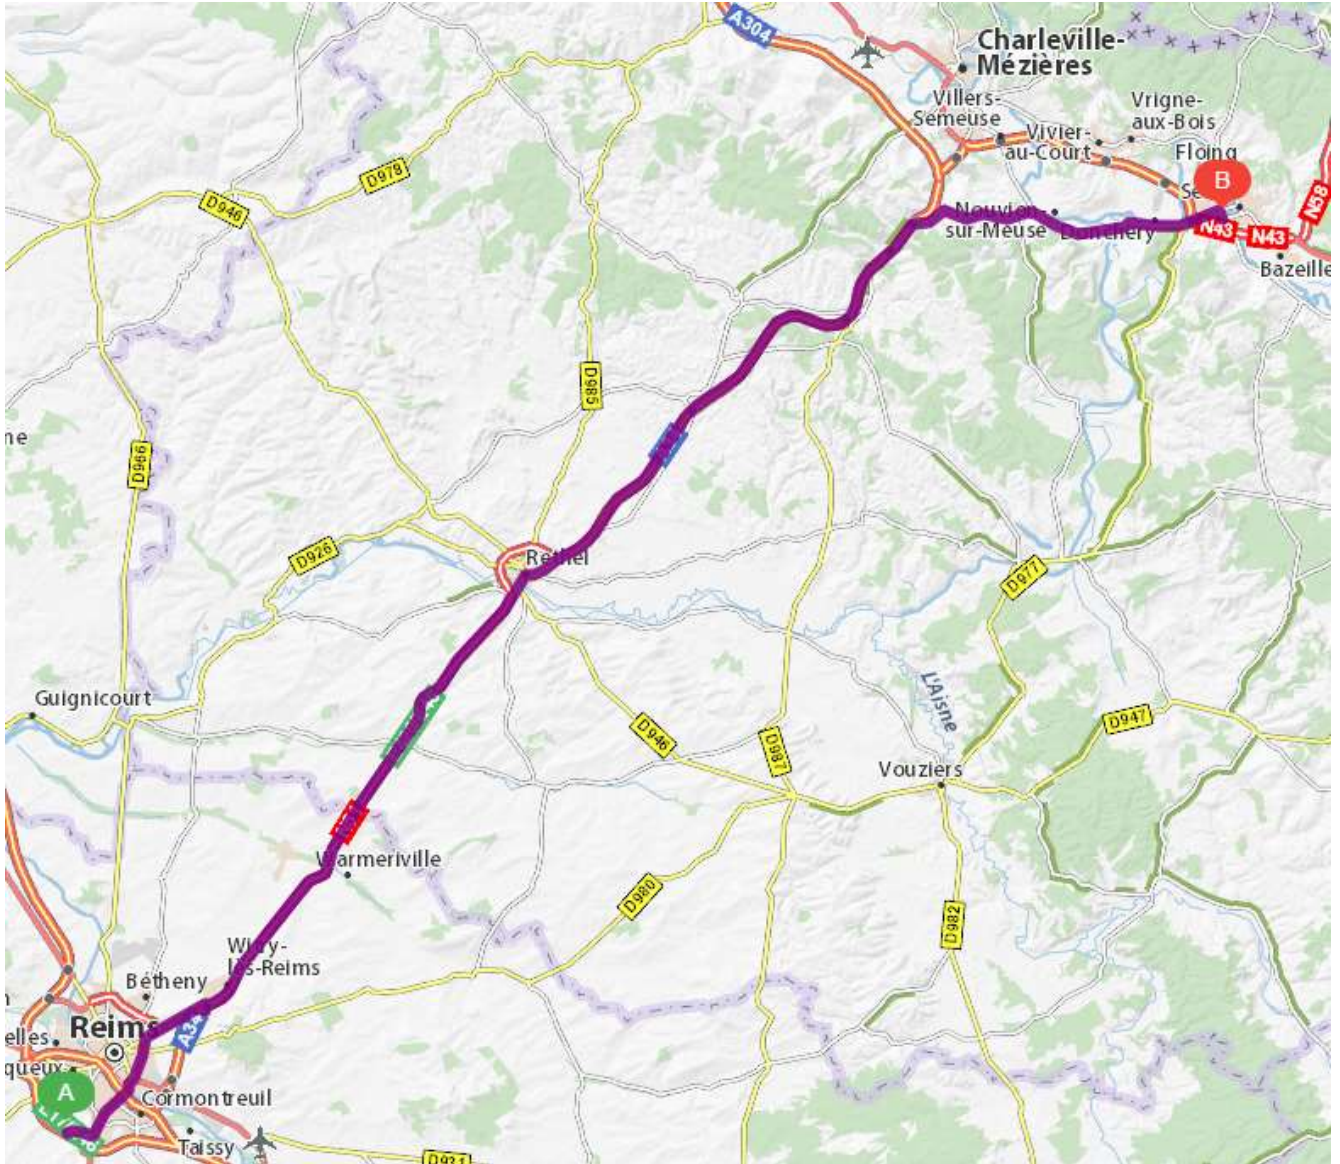 A304
Charleville-
Mézières
Villers-
Semeuse
Vrigne-
aux-Bois
Vivier-
au-Court
Floing
B
N58
D978
D946
Nouvion-
sur-Meuse
Donchery
N43
N43
Bazeille
D985
D966
D926
Rethel
D977
Guignicourt
L'Aisne
D946
D987
D947
Vouziers
Warmeriville
D980
D982
Witry-
lès-Reims
Bétheny
Reims
A34
elles
queux
A
Cormontreuil
Taissy